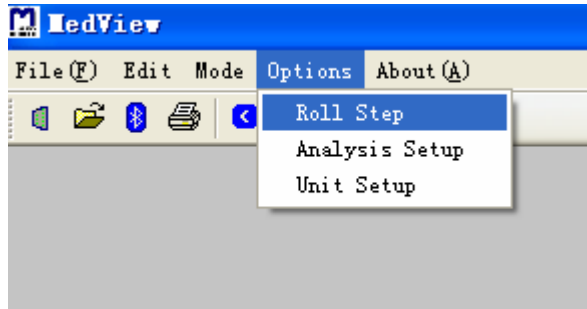 MedView
File(F) Edit Mode Options About(A)
Roll Step
Analysis Setup
Unit Setup